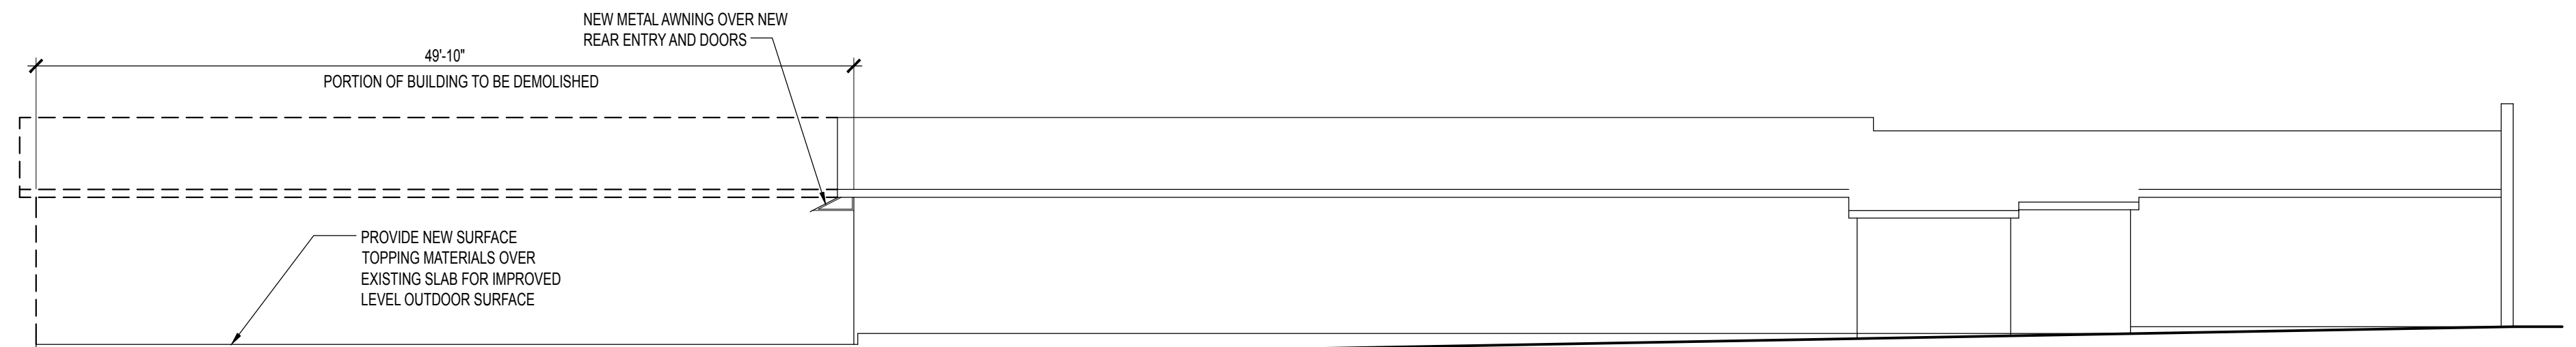 NEW METAL AWNING OVER NEW
REAR ENTRY AND DOORS
49'-10"
PORTION OF BUILDING TO BE DEMOLISHED
PROVIDE NEW SURFACE
TOPPING MATERIALS OVER
EXISTING SLAB FOR IMPROVED
LEVEL OUTDOOR SURFACE